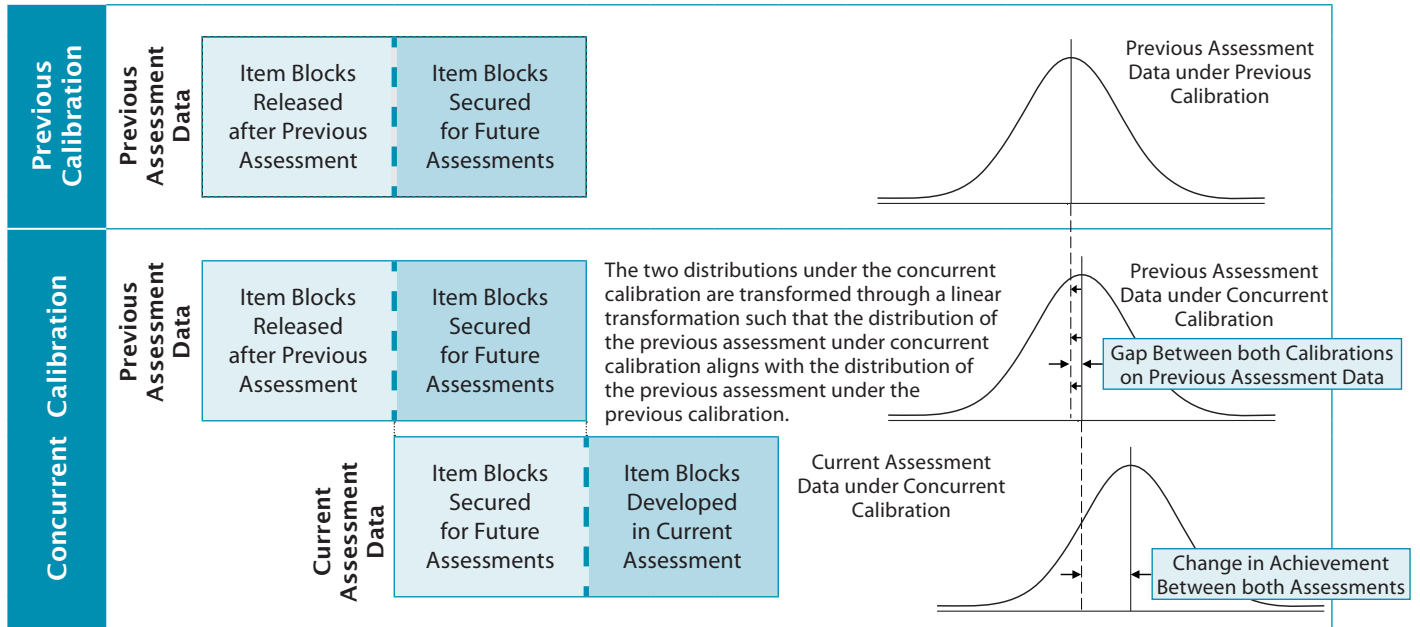 Previous
Calibration
Previous
Assessment
Data
Item Blocks
Released
after Previous
Assessment
Item Blocks
Secured
for Future
Assessments
Previous Assessment
Data under Previous
Calibration
Concurrent Calibration
Previous
Assessment
Data
Item Blocks
Released
after Previous
Assessment
Item Blocks
Secured
for Future
Assessments
The two distributions under the concurrent
calibration are transformed through a linear
transformation such that the distribution of
the previous assessment under concurrent
calibration aligns with the distribution of
the previous assessment under the
previous calibration.
Previous Assessment
Data under Concurrent
Calibration
Gap Between both Calibrations
on Previous Assessment Data
Current
Assessment
Data
Item Blocks
Secured
for Future
Assessments
Item Blocks
Developed
in Current
Assessment
Current Assessment
Data under Concurrent
Calibration
Change in Achievement
Between both Assessments